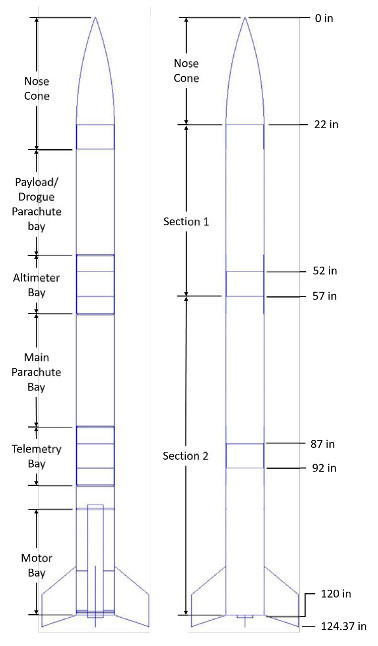 Nose
Cone
Payload/
Drogue
Parachute
bay
Altimeter
Bay
Main
Parachute
Bay
Telemetry
Bay
Motor
Bay
Nose
Cone
Section 1
Section 2
0 in
22 in
52 in
57 in
87 in
92 in
120 in
124.37 in